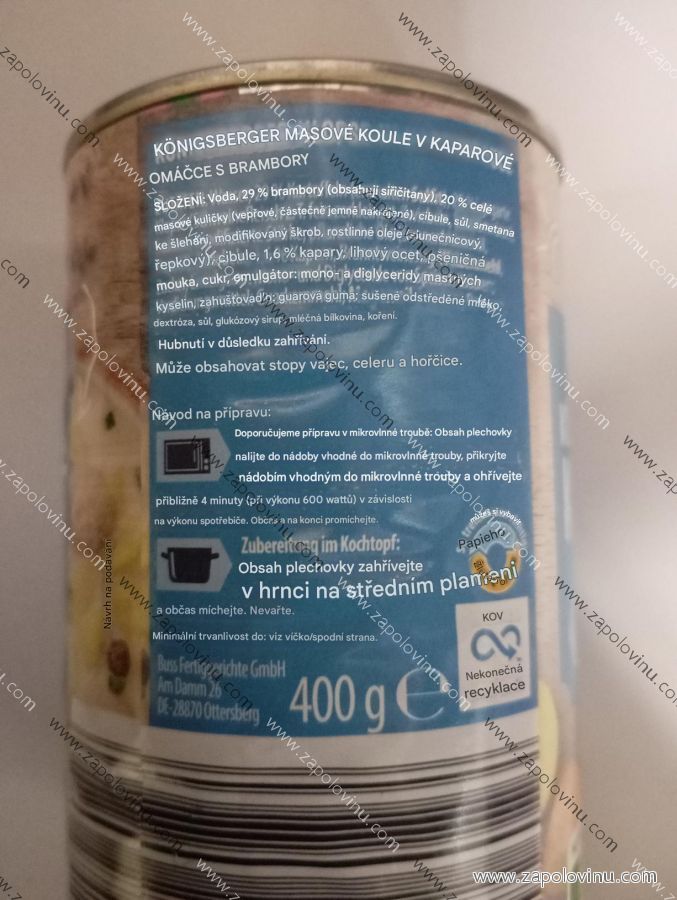 KÖNIGSBERGER MASOVÉ KOULE V KAPAROVÉ
OMÁČCE S BRAMBORY
SLOŽENÍ: Voda, 29 % brambory (obsahují siřičitany), 20 % celé
masové kuličky (vepřové, částečně jemně nakrájené), cibule, sůl, smetana
ke šlehání, modifikovaný škrob, rostlinné oleje (slunečnicový,
řepkový), cibule, 1,6 % kapary, lihový ocet, pšeničná
mouka, cukr, emulgátor: mono- a diglyceridy mastných
kyselin, zahušťovadlo: guarová guma; sušené odstředěné mléko,
dextróza, sůl, glukózový sirup, mléčná bílkovina, koření.
Hubnutí v důsledku zahřívání.
Může obsahovat stopy vajec, celeru a hořčice.
Návod na přípravu:
Doporučujeme přípravu v mikrovlnné troubě: Obsah plechovky
nalijte do nádoby vhodné do mikrovlnné trouby, přikryjte
nádobím vhodným do mikrovlnné trouby a ohřívejte
přibližně 4 minuty (při výkonu 600 wattů) v závislosti
na výkonu spotřebiče. Občas a na konci promíchejte.
můžeš si vybavit
Papieho
Zubereitung im Kochtopf:
Obsah plechovky zahřívejte
v hrnci na středním plameni
a občas míchejte. Nevařte.
Návrh na podávání
Minimální trvanlivost do: viz víčko/spodní strana.
KOV
Nekonečná
recyklace
Buss Fertiggerichte GmbH
Am Damm 26
DE-28870 Ottersberg
400 g e
www.zapolovinu.com